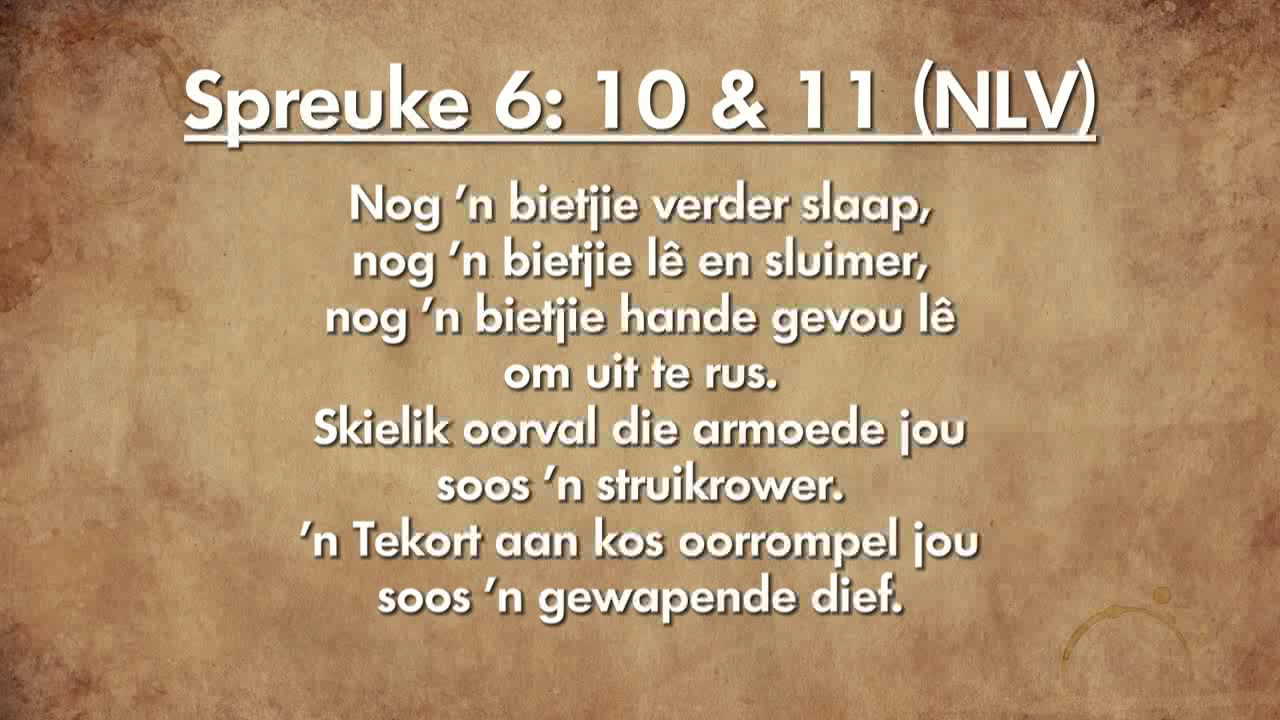 Spreuke 6: 10 & 11 (NLV)
Nog ’n bietjie verder slaap,
nog ’n bietjie lê en sluimer,
nog ’n bietjie hande gevou lê
om uit te rus.
Skielik oorval die armoede jou
soos ’n struikrower.
’n Tekort aan kos oorrompel jou
soos ’n gewapende dief.